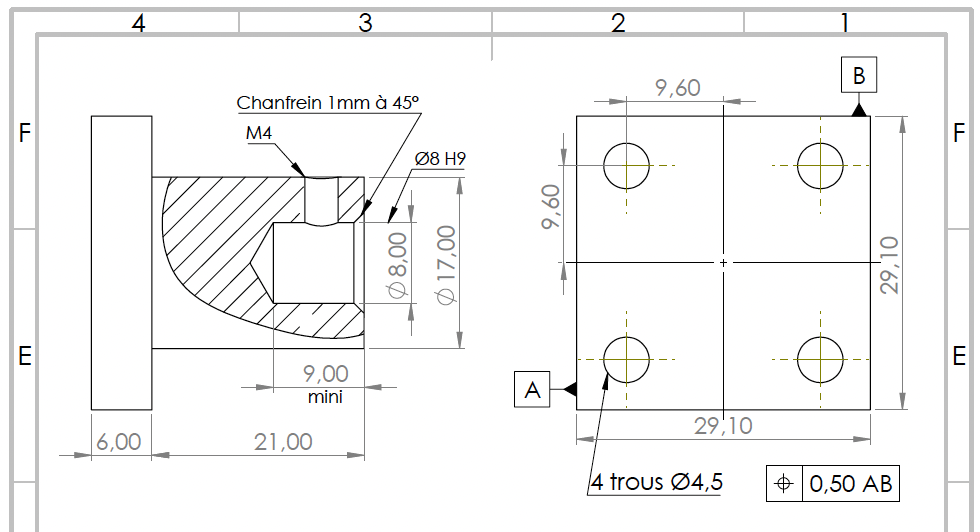 4 3 2 1
F
F
E
E
Chanfrein 1mm à 45°
M4
Ø8 H9
Ø 8,00
Ø 17,00
9,00
mini
6,00
21,00
9,60
B
9,60
29,10
A
29,10
4 trous Ø4,5
⌖ 0,50 AB